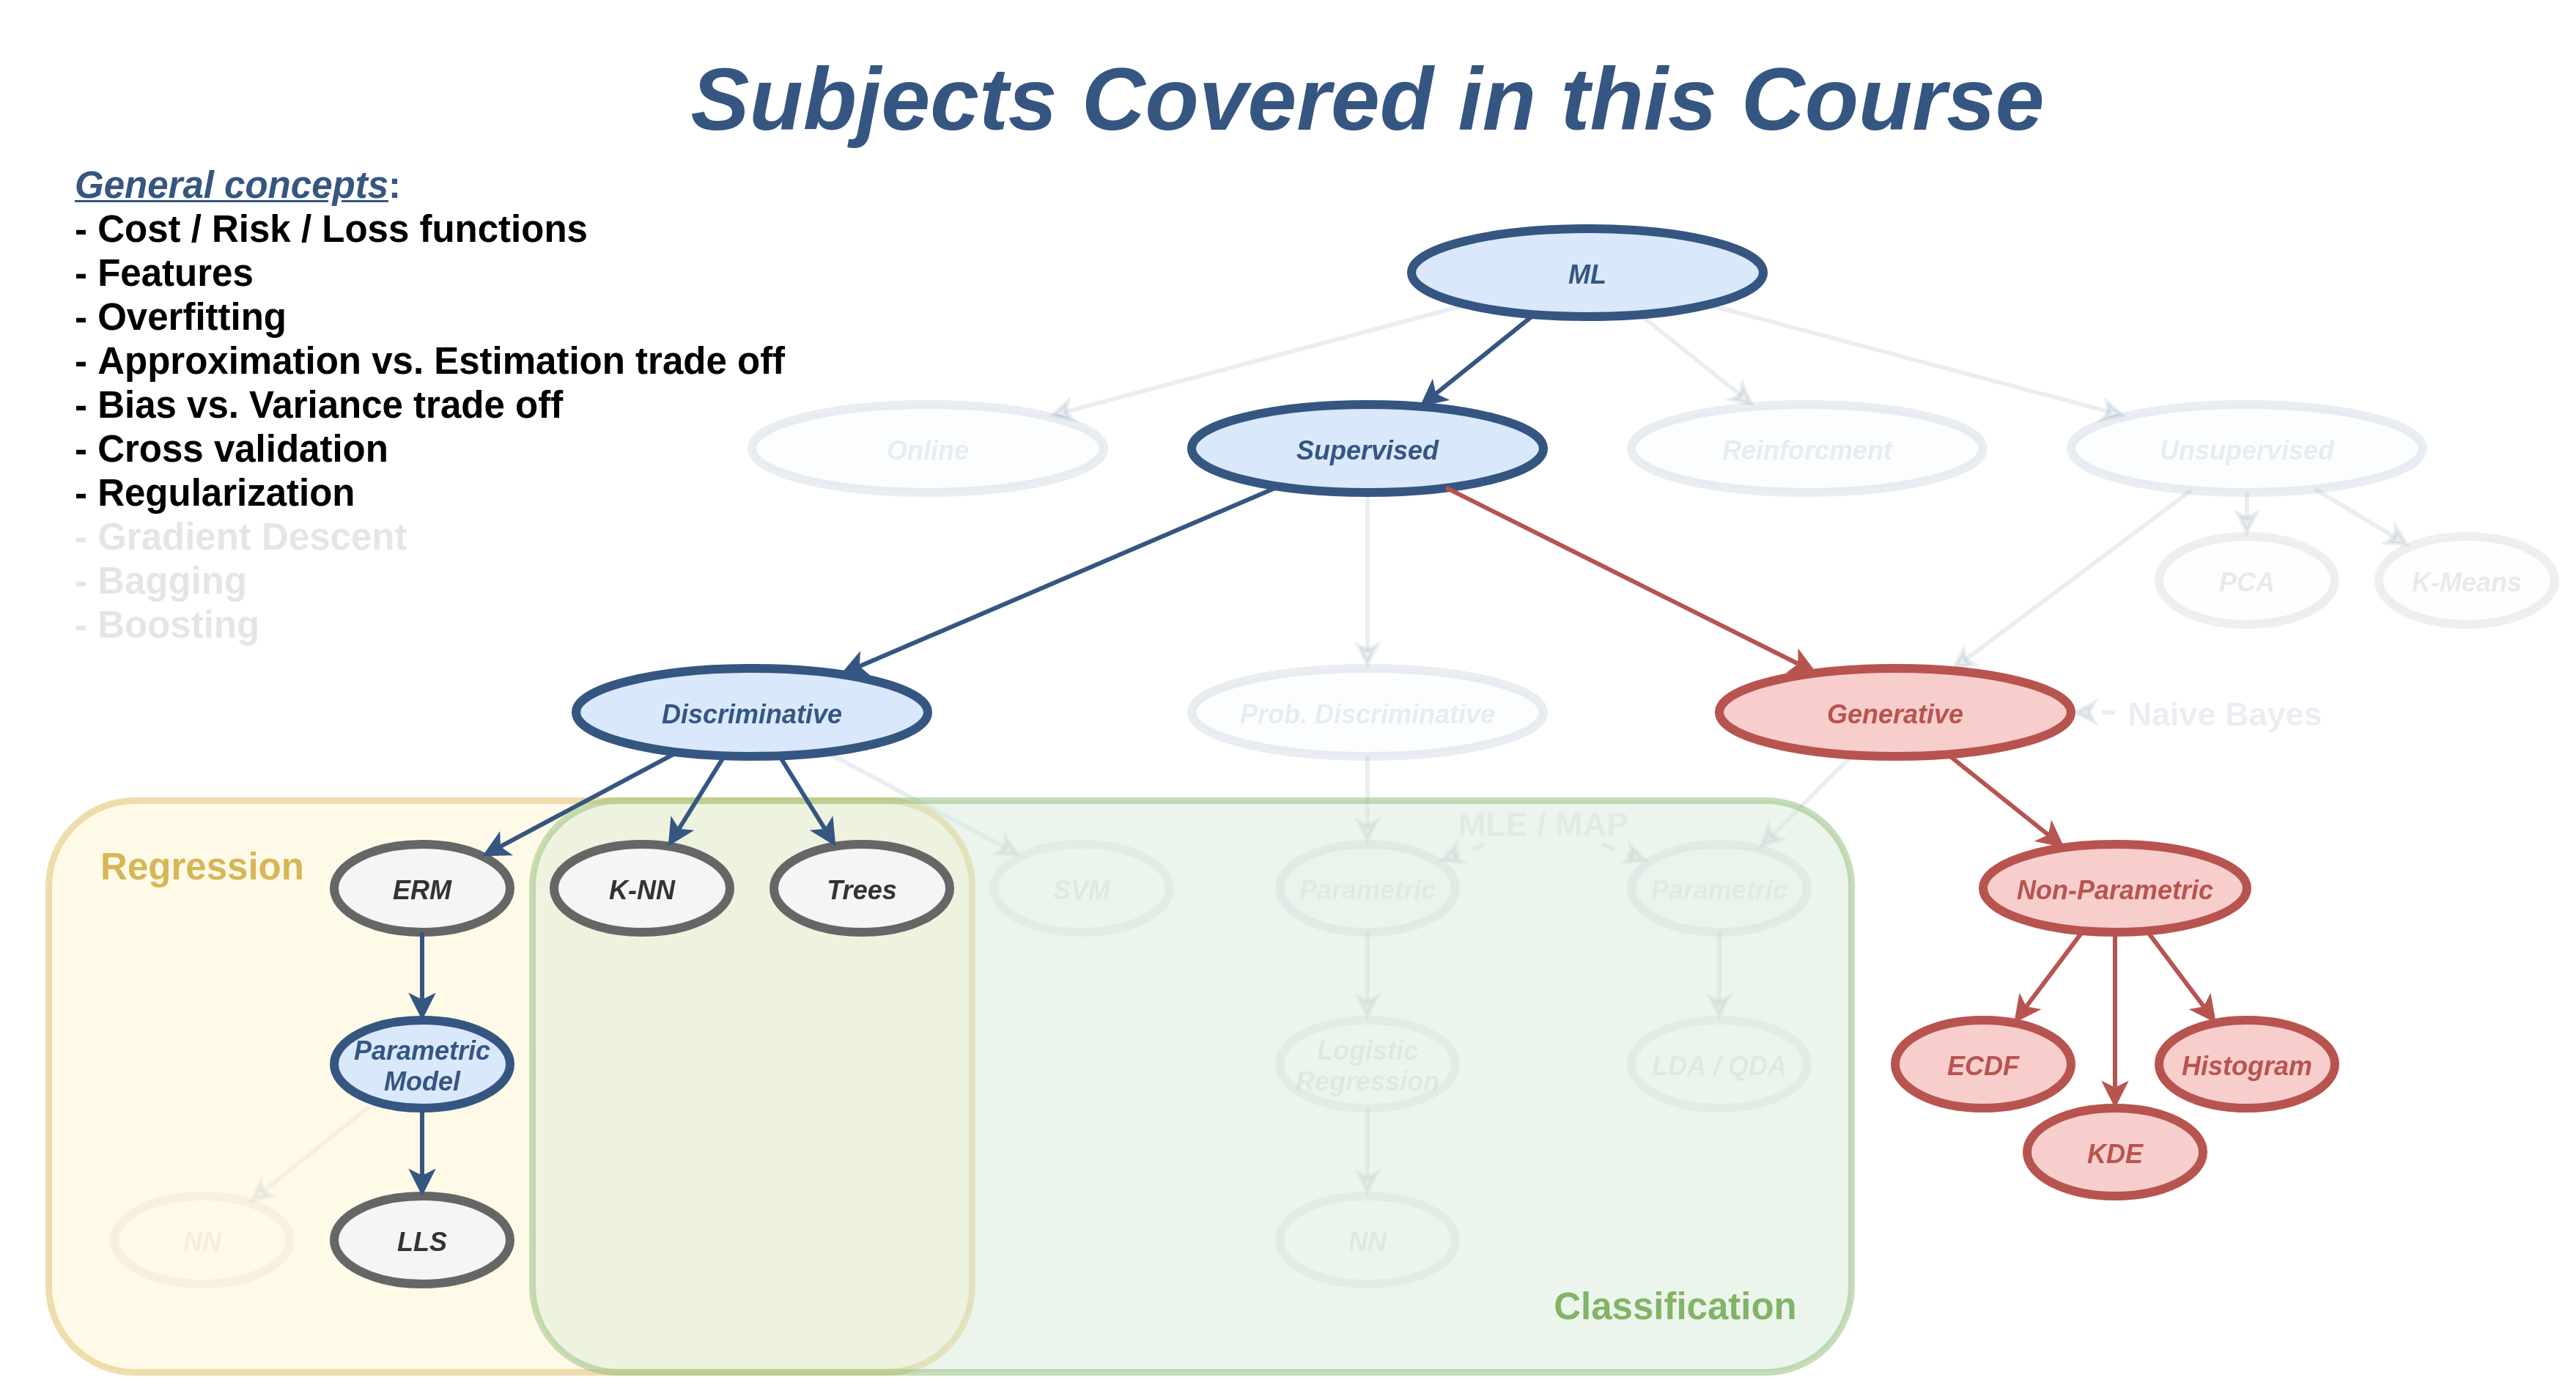 Subjects Covered in this Course
General concepts:
- Cost / Risk / Loss functions
- Features
- Overfitting
- Approximation vs. Estimation trade off
- Bias vs. Variance trade off
- Cross validation
- Regularization
- Gradient Descent
- Bagging
- Boosting
ML
Online
Supervised
Reinforcment
Unsupervised
PCA
K-Means
Discriminative
Prob. Discriminative
Generative
Naive Bayes
MLE / MAP
Regression
ERM
K-NN
Trees
SVM
Parametric
Parametric
Non-Parametric
Parametric
Model
Logistic
Regression
LDA / QDA
ECDF
Histogram
KDE
NN
LLS
NN
Classification